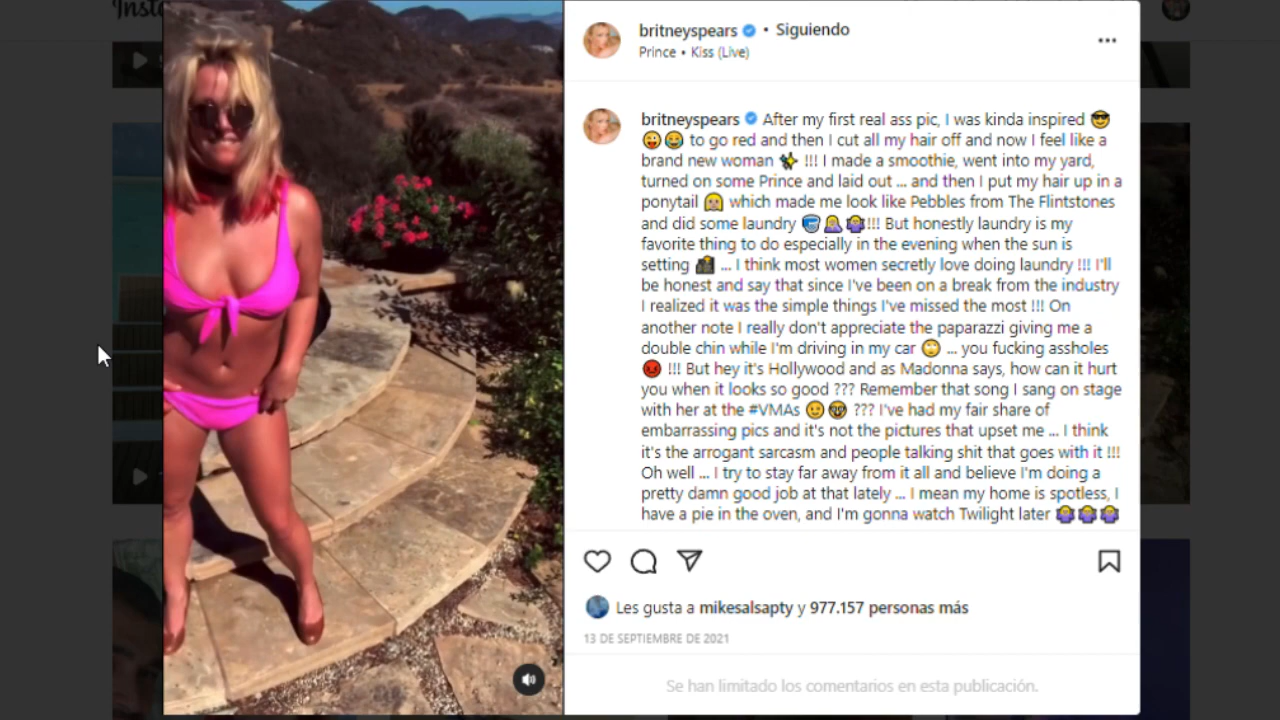 Insta
britneyspears • Siguiendo
Prince • Kiss (Live)
britneyspears After my first real ass pic, I was kinda inspired 😎
😜😂 to go red and then I cut all my hair off and now I feel like a
brand new woman ✨ !!! I made a smoothie, went into my yard,
turned on some Prince and laid out ... and then I put my hair up in a
ponytail 👱🏼‍♀️ which made me look like Pebbles from The Flintstones
and did some laundry !!! But honestly laundry is my
favorite thing to do especially in the evening when the sun is
setting ... I think most women secretly love doing laundry !!! I'll
be honest and say that since I've been on a break from the industry
I realized it was the simple things I've missed the most !!! On
another note I really don't appreciate the paparazzi giving me a
double chin while I'm driving in my car 🙄 ... you fucking assholes
😡 !!! But hey it's Hollywood and as Madonna says, how can it hurt
you when it looks so good ??? Remember that song I sang on stage
with her at the #VMAs 😉🤓 ??? I've had my fair share of
embarrassing pics and it's not the pictures that upset me ... I think
it's the arrogant sarcasm and people talking shit that goes with it !!!
Oh well ... I try to stay far away from it all and believe I'm doing a
pretty damn good job at that lately ... I mean my home is spotless, I
have a pie in the oven, and I'm gonna watch Twilight later 🤷🏼‍♀️🤷🏼‍♀️🤷🏼‍♀️
Les gusta a mikesalsapty y 977.157 personas más
13 DE SEPTIEMBRE DE 2021
Se han limitado los comentarios en esta publicación.